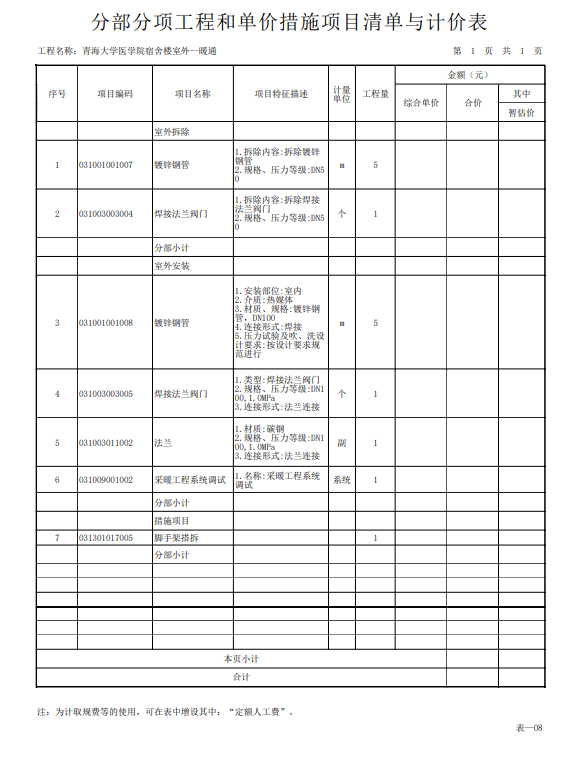 分部分项工程和单价措施项目清单与计价表
工程名称：青海大学医学院宿舍楼室外--暖通 第 1 页 共 1 页
序号 项目编码 项目名称 项目特征描述 计量单位 工程量 金额（元）
综合单价 合价 其中
暂估价
室外拆除
1 031001001007 镀锌钢管 1.拆除内容:拆除镀锌
钢管
2.规格、压力等级:DN5
0 m 5
2 031003003004 焊接法兰阀门 1.拆除内容:拆除焊接
法兰阀门
2.规格、压力等级:DN5
0 个 1
分部小计
室外安装
3 031001001008 镀锌钢管 1.安装部位:室内
2.介质:热媒体
3.材质、规格:镀锌钢
管，DN100
4.连接形式:焊接
5.压力试验及吹、洗设
计要求:按设计要求规
范进行 m 5
4 031003003005 焊接法兰阀门 1.类型:焊接法兰阀门
2.规格、压力等级:DN1
00,1.0MPa
3.连接形式:法兰连接 个 1
5 031003011002 法兰 1.材质:碳钢
2.规格、压力等级:DN1
00,1.0MPa
3.连接形式:法兰连接 副 1
6 031009001002 采暖工程系统调试 1.名称:采暖工程系统
调试 系统 1
分部小计
措施项目
7 031301017005 脚手架搭拆 1
分部小计
本页小计
合计
注：为计取规费等的使用，可在表中增设其中：“定额人工费”。
表—08